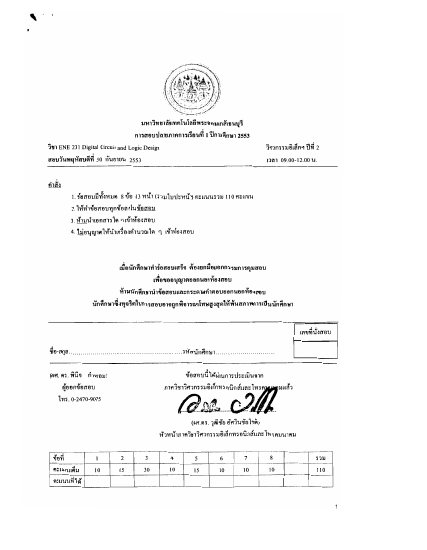 มหาวิทยาลัยเทคโนโลยีพระจอมเกล้าธนบุรี
การสอบปลายภาคการเรียนที่ 1 ปีการศึกษา 2553
วิชา ENE 231 Digital Circuit and Logic Design วิศวกรรมอิเล็กฯ ปีที่ 2
สอบวันพฤหัสบดีที่ 30 กันยายน 2553 เวลา 09.00-12.00 น.
คำสั่ง
1. ข้อสอบมีทั้งหมด 8 ข้อ 13 หน้า (รวมใบปะหน้า) คะแนนรวม 110 คะแนน
2. ให้ทำข้อสอบทุกข้อลงในข้อสอบ
3. ห้ามนำเอกสารใด ๆ เข้าห้องสอบ
4. ไม่อนุญาตให้นำเครื่องคำนวณใด ๆ เข้าห้องสอบ
เมื่อนักศึกษาทำข้อสอบเสร็จ ต้องยกมือบอกกรรมการคุมสอบ
เพื่อขออนุญาตออกนอกห้องสอบ
ห้ามนักศึกษานำข้อสอบและกระดาษคำตอบออกนอกห้องสอบ
นักศึกษาซึ่งทุจริตในการสอบอาจถูกพิจารณาโทษสูงสุดให้พ้นสภาพการเป็นนักศึกษา
เลขที่นั่งสอบ
ชื่อ-สกุล รหัสนักศึกษา
ผศ. ดร. พินิจ ข้อสอบนี้ได้ผ่านการประเมินจาก
ผู้ออกข้อสอบ ภาควิชาวิศวกรรมอิเล็กทรอนิกส์และโทรคมนาคมแล้ว
โทร. 0-2470-9075
(ผศ.ดร. วุฒิชัย อัศวินชัยโชติ)
หัวหน้าภาควิชาวิศวกรรมอิเล็กทรอนิกส์และโทรคมนาคม
ข้อที่ 1 2 3 4 5 6 7 8 รวม
คะแนนเต็ม 10 15 30 10 15 10 10 10 110
คะแนนที่ได้
1